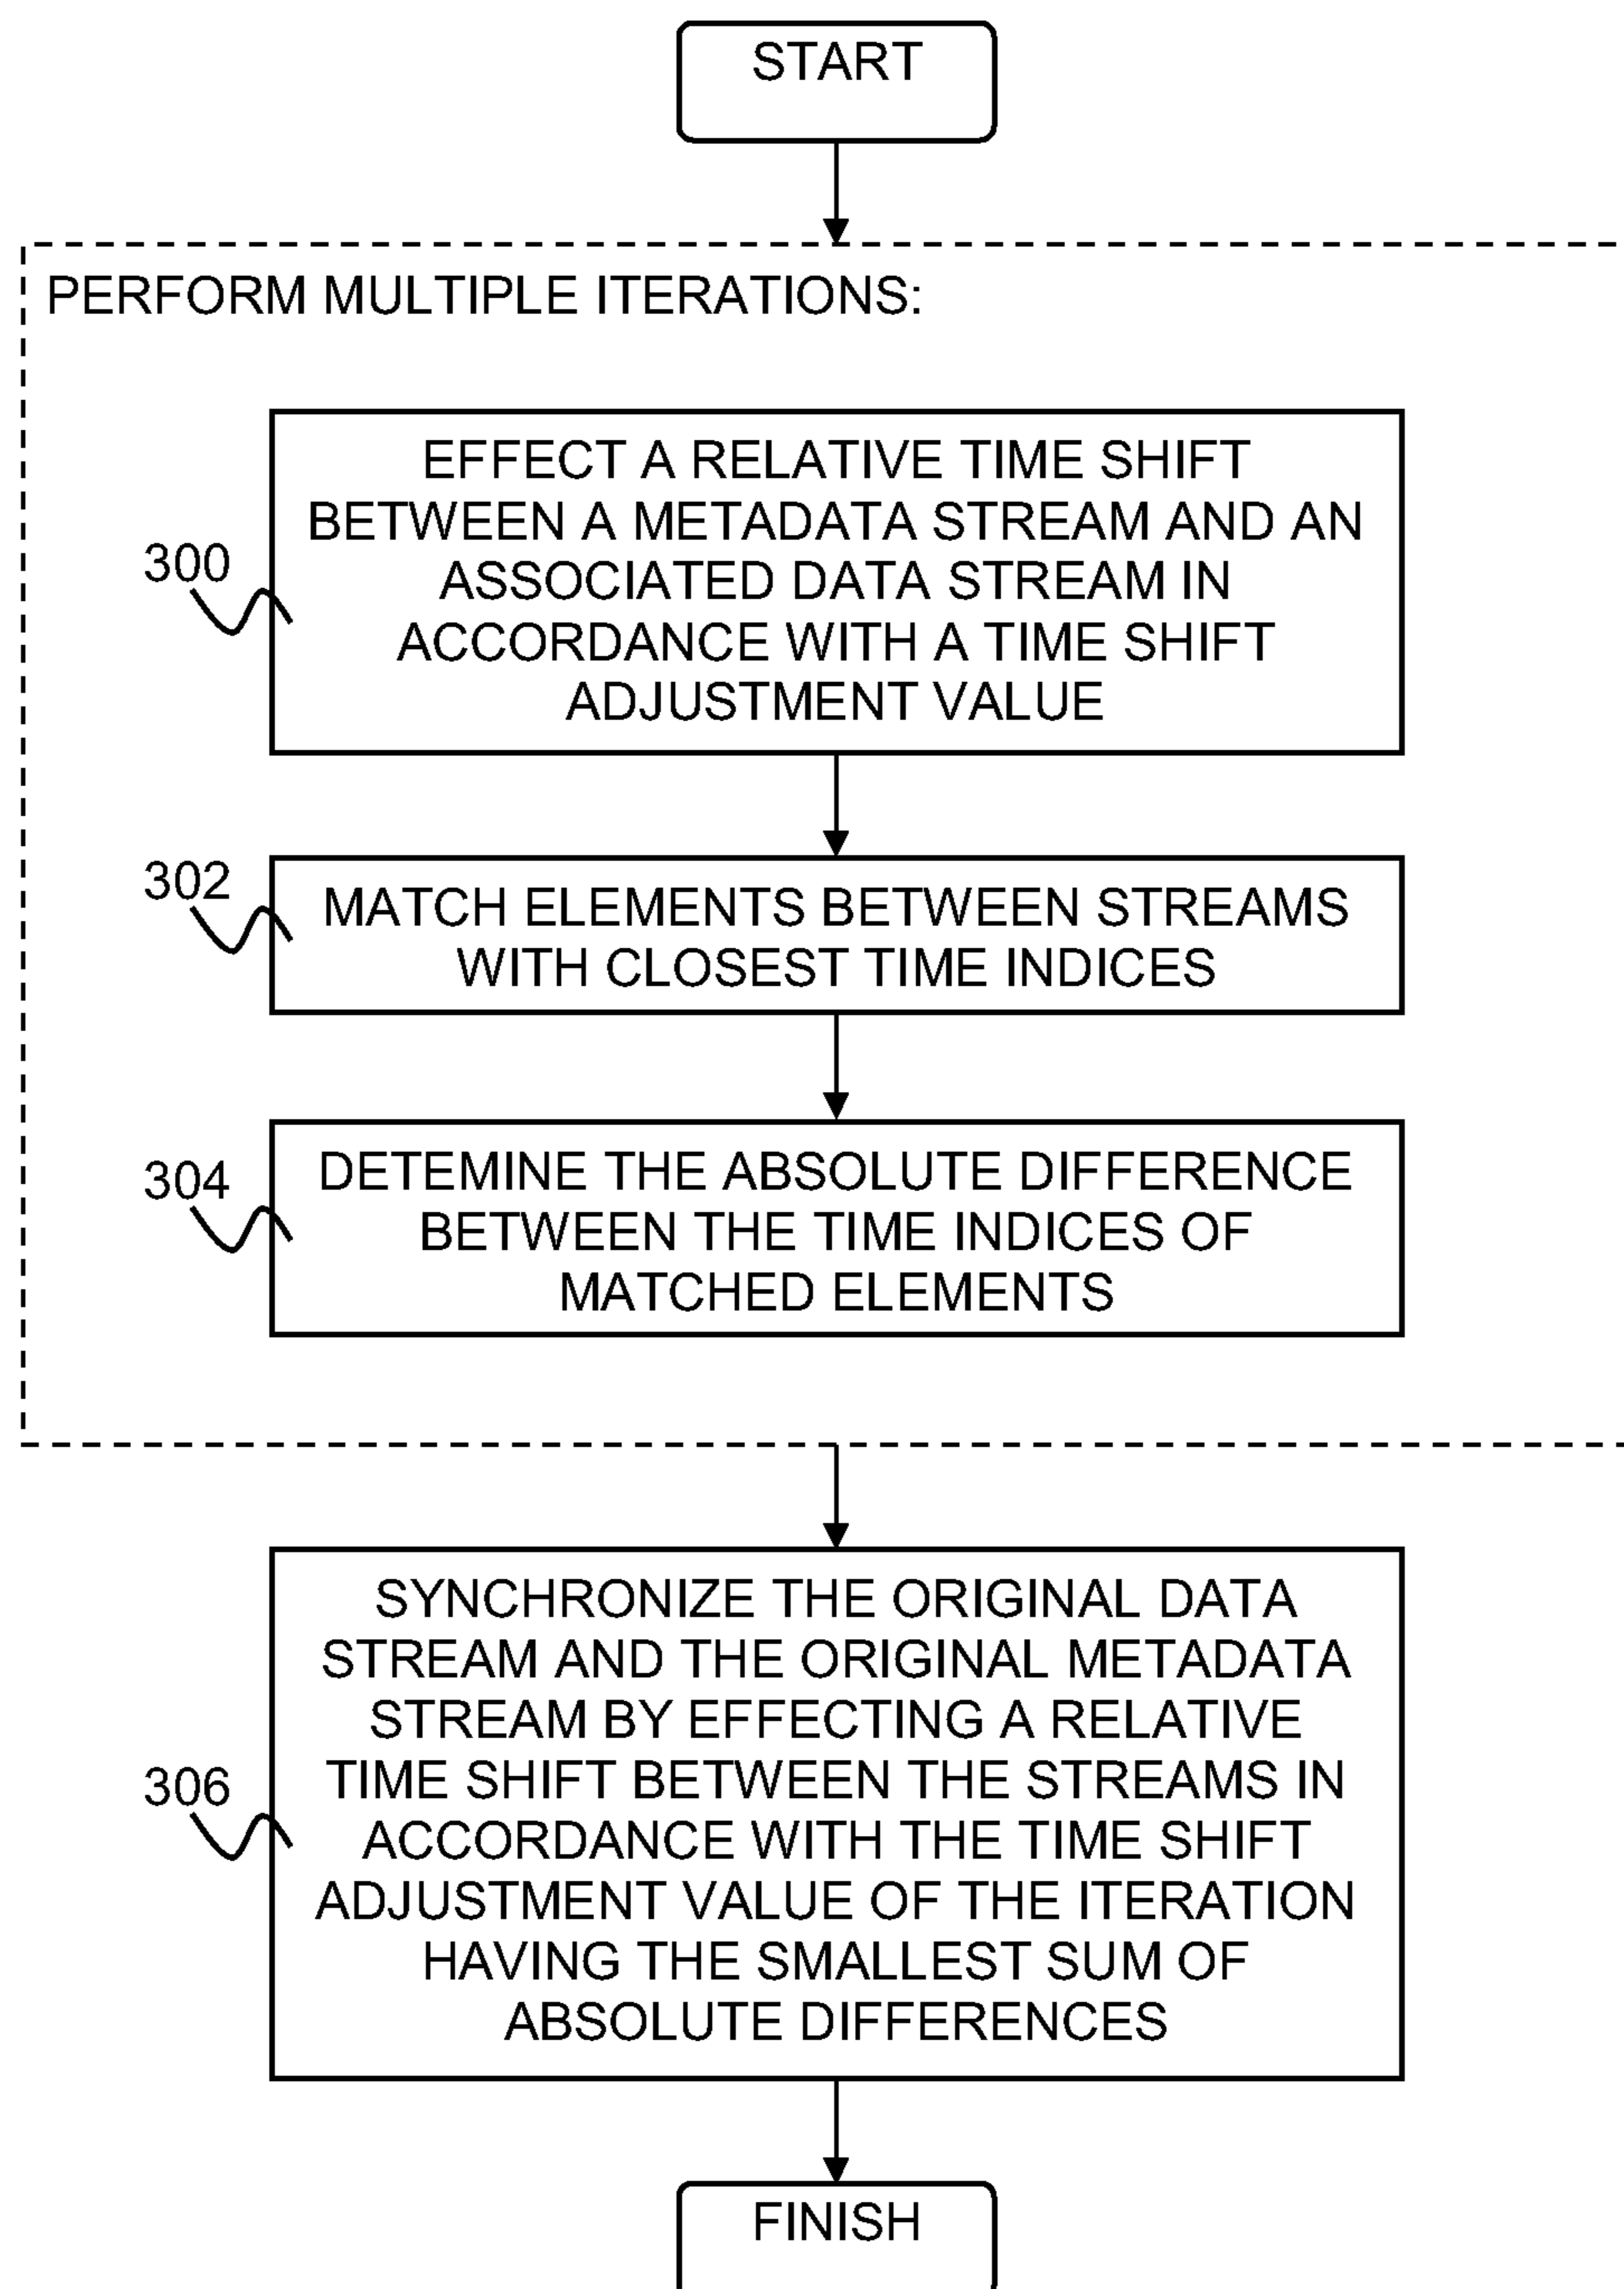 START
PERFORM MULTIPLE ITERATIONS:
300
EFFECT A RELATIVE TIME SHIFT
BETWEEN A METADATA STREAM AND AN
ASSOCIATED DATA STREAM IN
ACCORDANCE WITH A TIME SHIFT
ADJUSTMENT VALUE
302
MATCH ELEMENTS BETWEEN STREAMS
WITH CLOSEST TIME INDICES
304
DETEMINE THE ABSOLUTE DIFFERENCE
BETWEEN THE TIME INDICES OF
MATCHED ELEMENTS
306
SYNCHRONIZE THE ORIGINAL DATA
STREAM AND THE ORIGINAL METADATA
STREAM BY EFFECTING A RELATIVE
TIME SHIFT BETWEEN THE STREAMS IN
ACCORDANCE WITH THE TIME SHIFT
ADJUSTMENT VALUE OF THE ITERATION
HAVING THE SMALLEST SUM OF
ABSOLUTE DIFFERENCES
FINISH